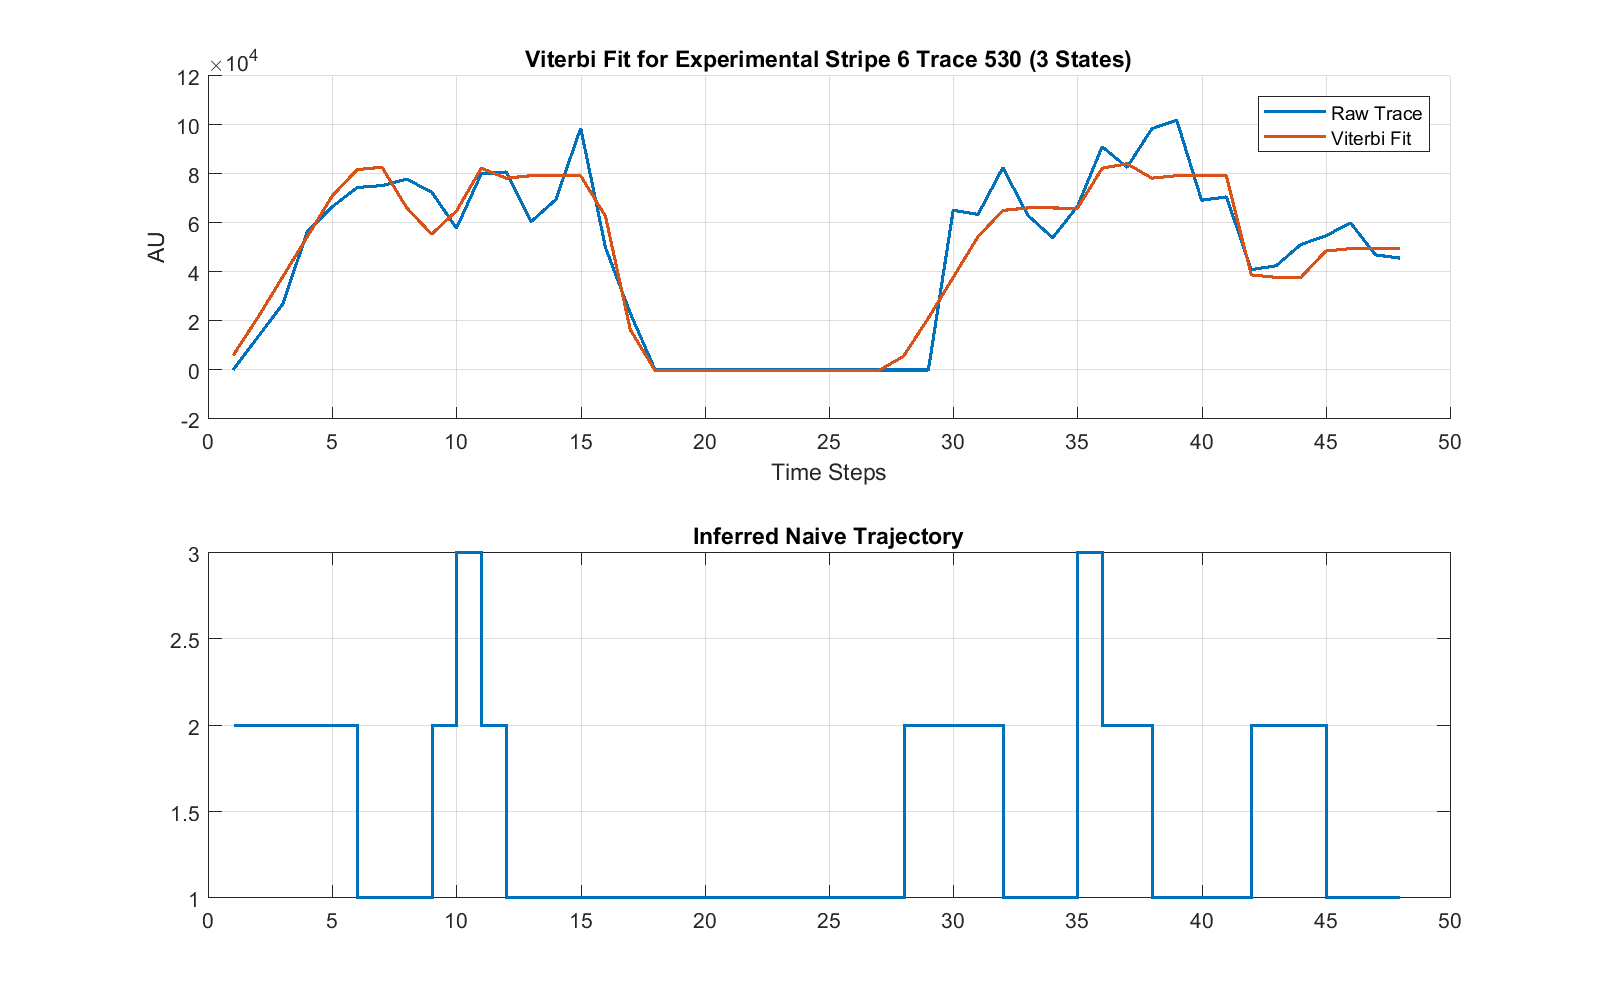 Viterbi Fit for Experimental Stripe 6 Trace 530 (3 States)
×10^4
12
10
8
6
4
2
0
-2
AU
Raw Trace
Viterbi Fit
0 5 10 15 20 25 30 35 40 45 50
Time Steps
Inferred Naive Trajectory
3
2.5
2
1.5
1
0 5 10 15 20 25 30 35 40 45 50